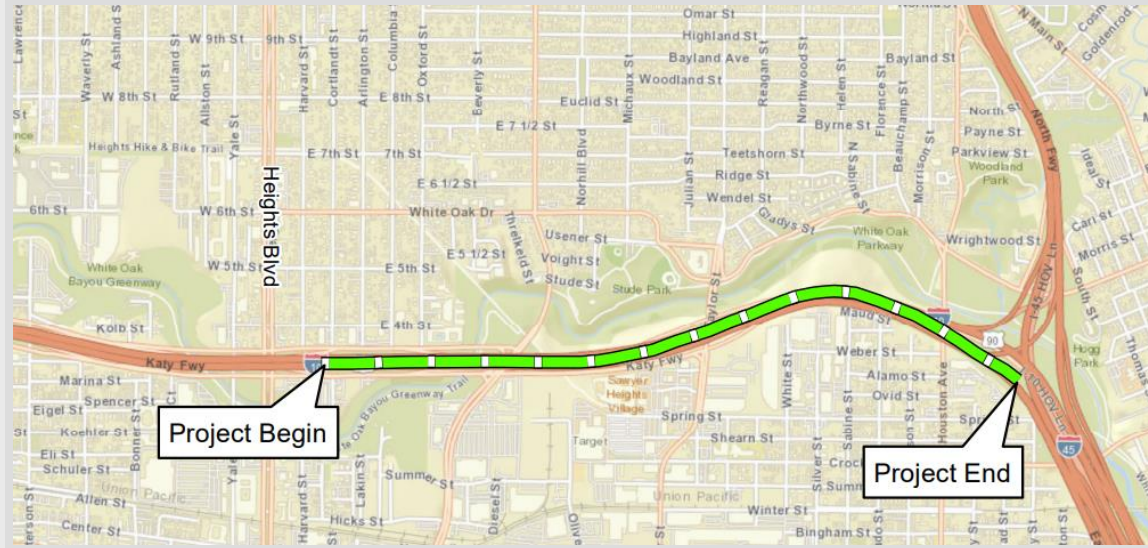 Lawrence
Waverly St
Ashland St
Rutland St
Allston St
Yale St
Harvard St
Cortlandt St
Arlington St
Columbia
Oxford St
Beverly St
Omar St
Highland St
Bayland Ave
Woodland St
Michaux St
Reagan St
Northwood St
Helen St
Florence St
Bayland St
N Main St
Goldenrod
W 9th St
9th St
W 8th St
E 8th St
Euclid St
E 7 1/2 St
Byrne St
Beauchamp St
North St
Payne St
Parkview St
Woodland
Park
North Fwy
Ideal St
Heights Hike & Bike Trail
E 7th St
7th St
Norhill Blvd
Teetshorn St
Ridge St
Morrison St
E 6 1/2 St
Julian St
Wendel St
Gladys St
Carl St
Morris St
6th St
W 6th St
Heights Blvd
White Oak Dr
Threlkeld St
Usener St
White Oak
Parkway
Wrightwood St
W 5th St
E 5th St
E 5 1/2 St
Voight St
Stude St
Stude Park
I-45 HOV Ln
South St
White Oak
Bayou Greenway
Kolb St
E 4th St
Maud St
90
Hugg
Park
Katy Fwy
Katy Fwy
Marina St
Spencer St
Eigel St
Koehler St
Eli St
Schuler St
Bonner St
Project Begin
Oak Bayou Greenway Trail
Sawyer
Heights
Village
White St
Weber St
Alamo St
Ovid St
Sabine St
Houston Ave
Spring St
Shearn St
Target
45
Project End
Union Pacific
Allen St
Center St
Harvard St
Lakin St
Summer St
Hicks St
Diesel St
Olive
Union Pacific
Silver St
Winter St
Bingham St